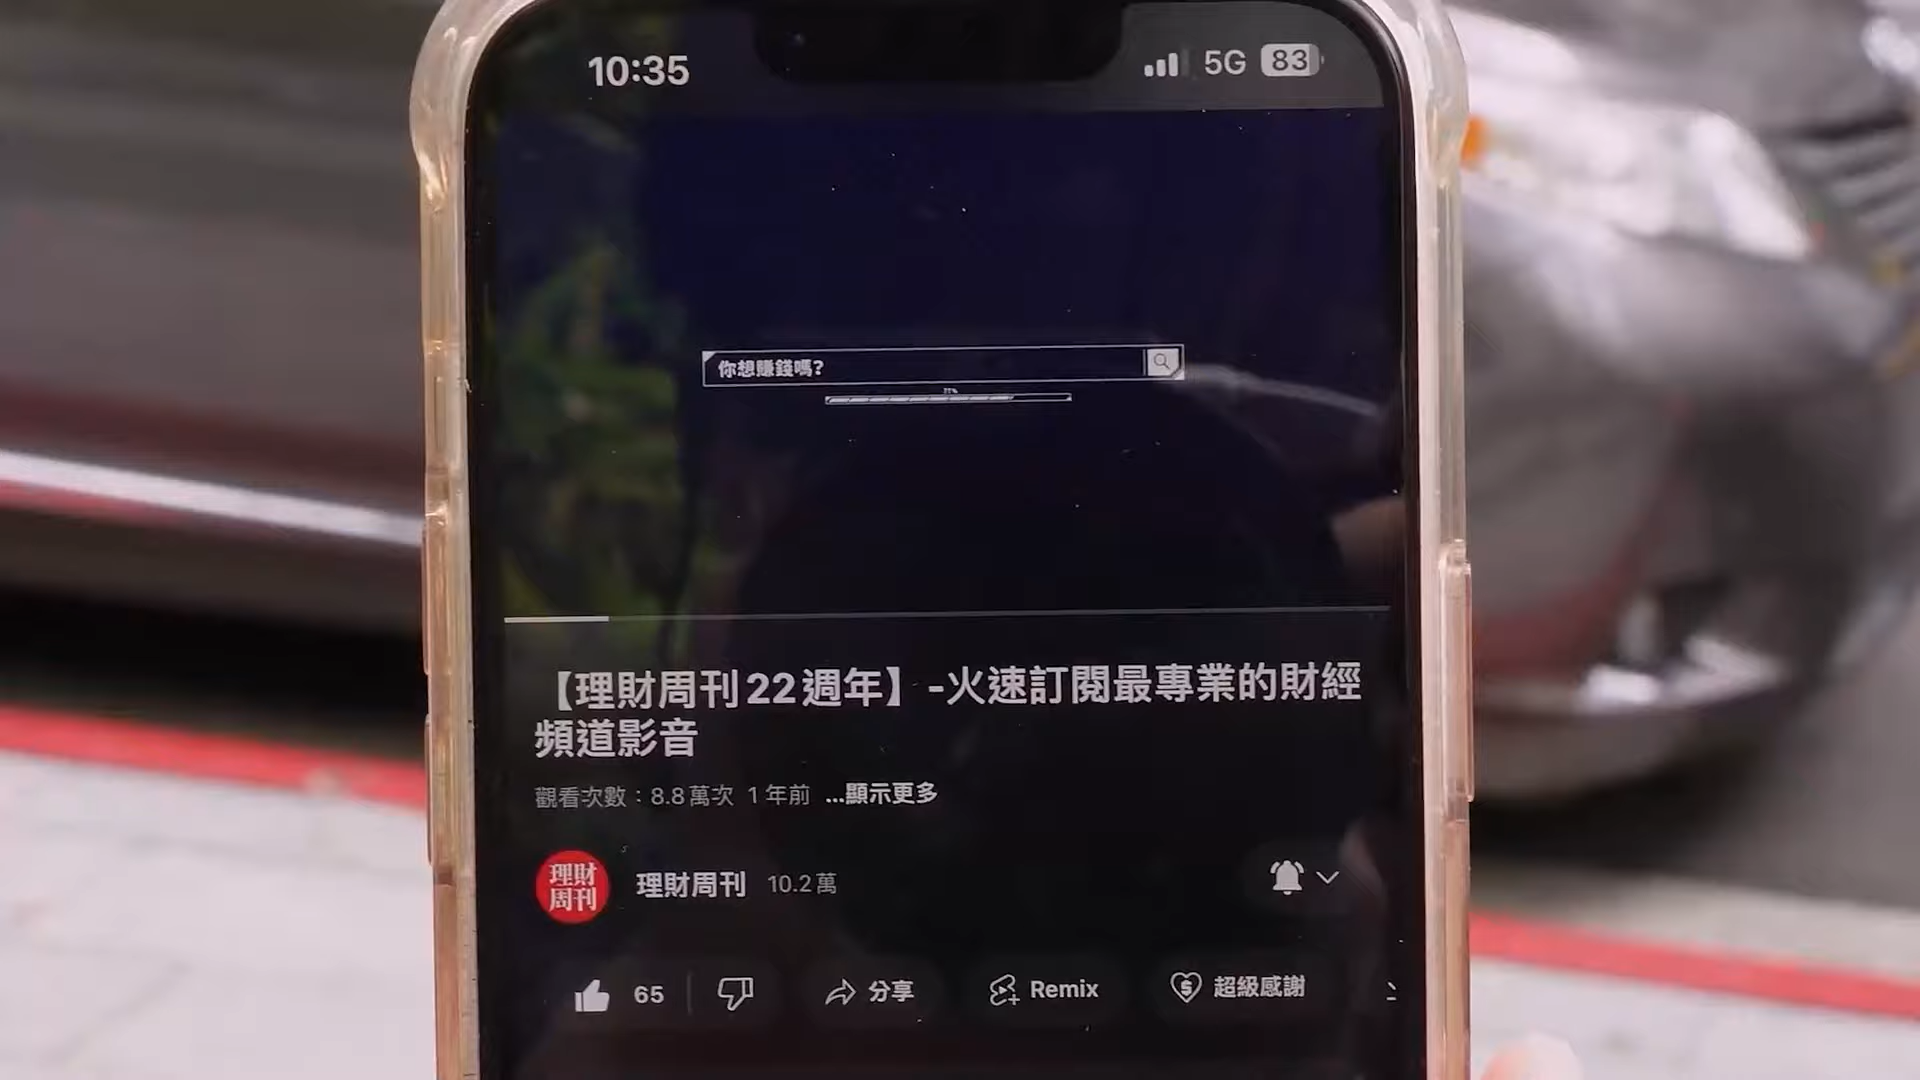 10:35
5G
83
你想賺錢嗎?
【理財周刊22週年】-火速訂閱最專業的財經
頻道影音
觀看次數：8.8萬次 1年前 ...顯示更多
理財
周刊
理財周刊 10.2萬
65
分享
Remix
超級感謝